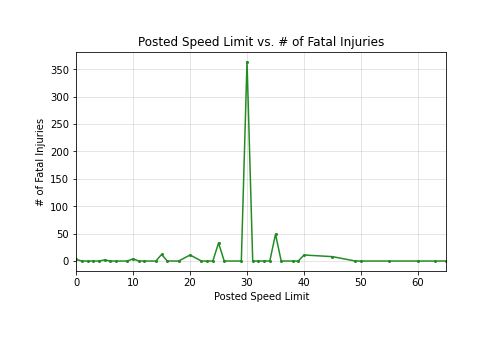 Posted Speed Limit vs. # of Fatal Injuries
# of Fatal Injuries
350
300
250
200
150
100
50
0
0 10 20 30 40 50 60
Posted Speed Limit